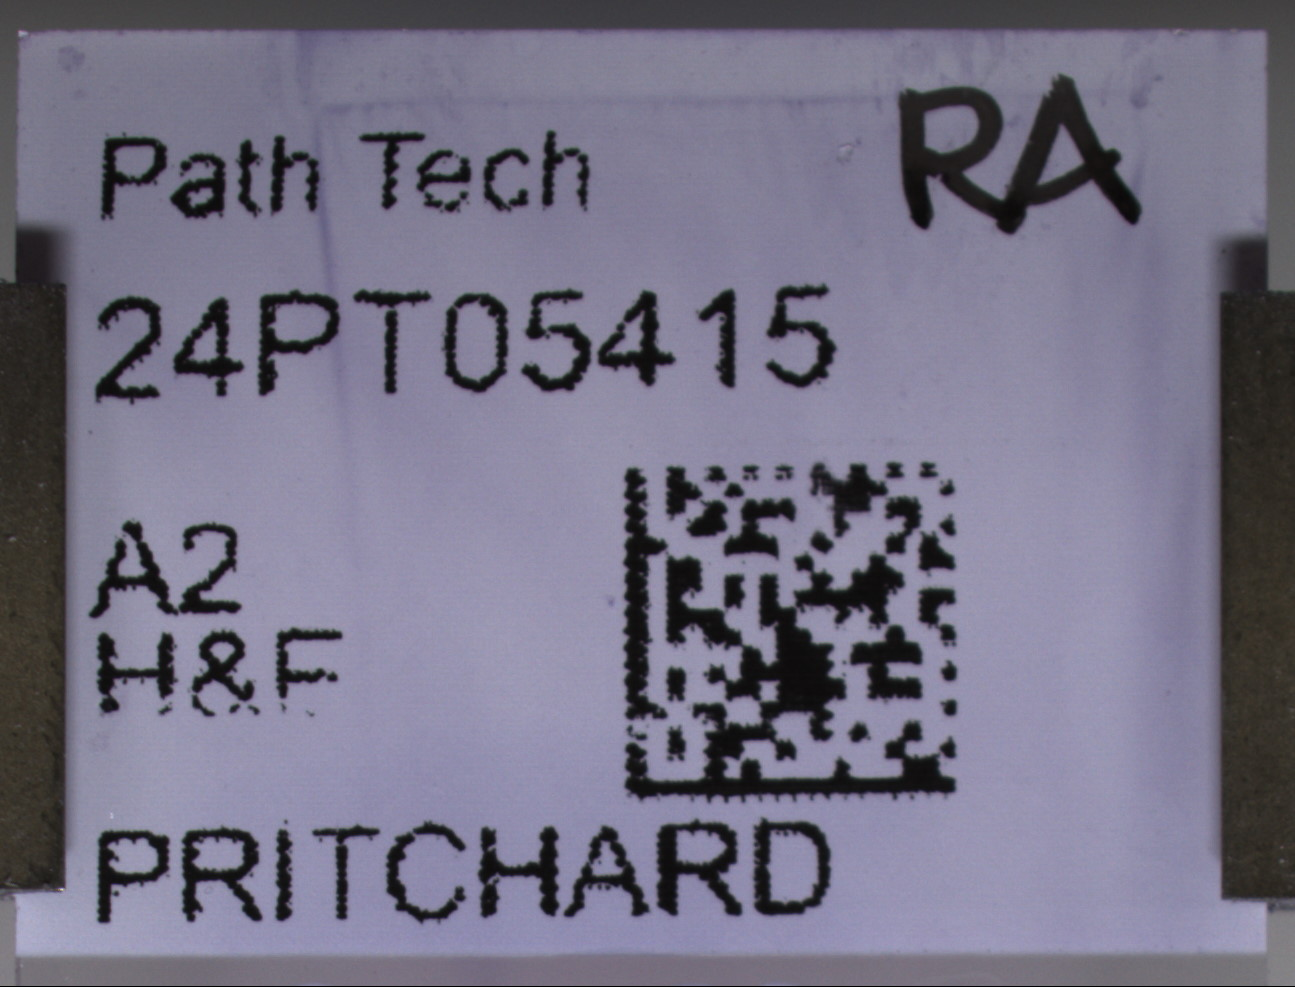 Path Tech RA
24PT05415
A2
H&E
PRITCHARD